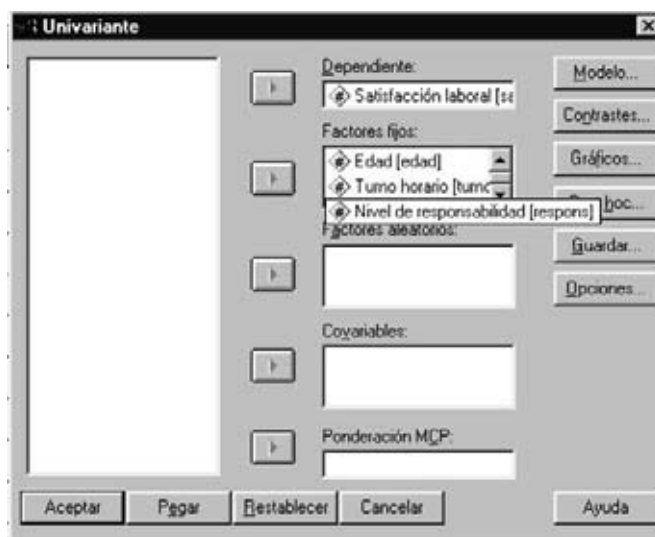 Univariante
Dependiente:
Satisfacción laboral [sa
Factores fijos:
Edad [edad]
Turno horario [turno
Nivel de responsabilidad [respons]
Factores aleatorios:
Covariables:
Ponderación MCP:
Modelo...
Contrastes...
Gráficos...
hoc...
Guardar...
Opciones...
Aceptar
Pegar
Restablecer
Cancelar
Ayuda